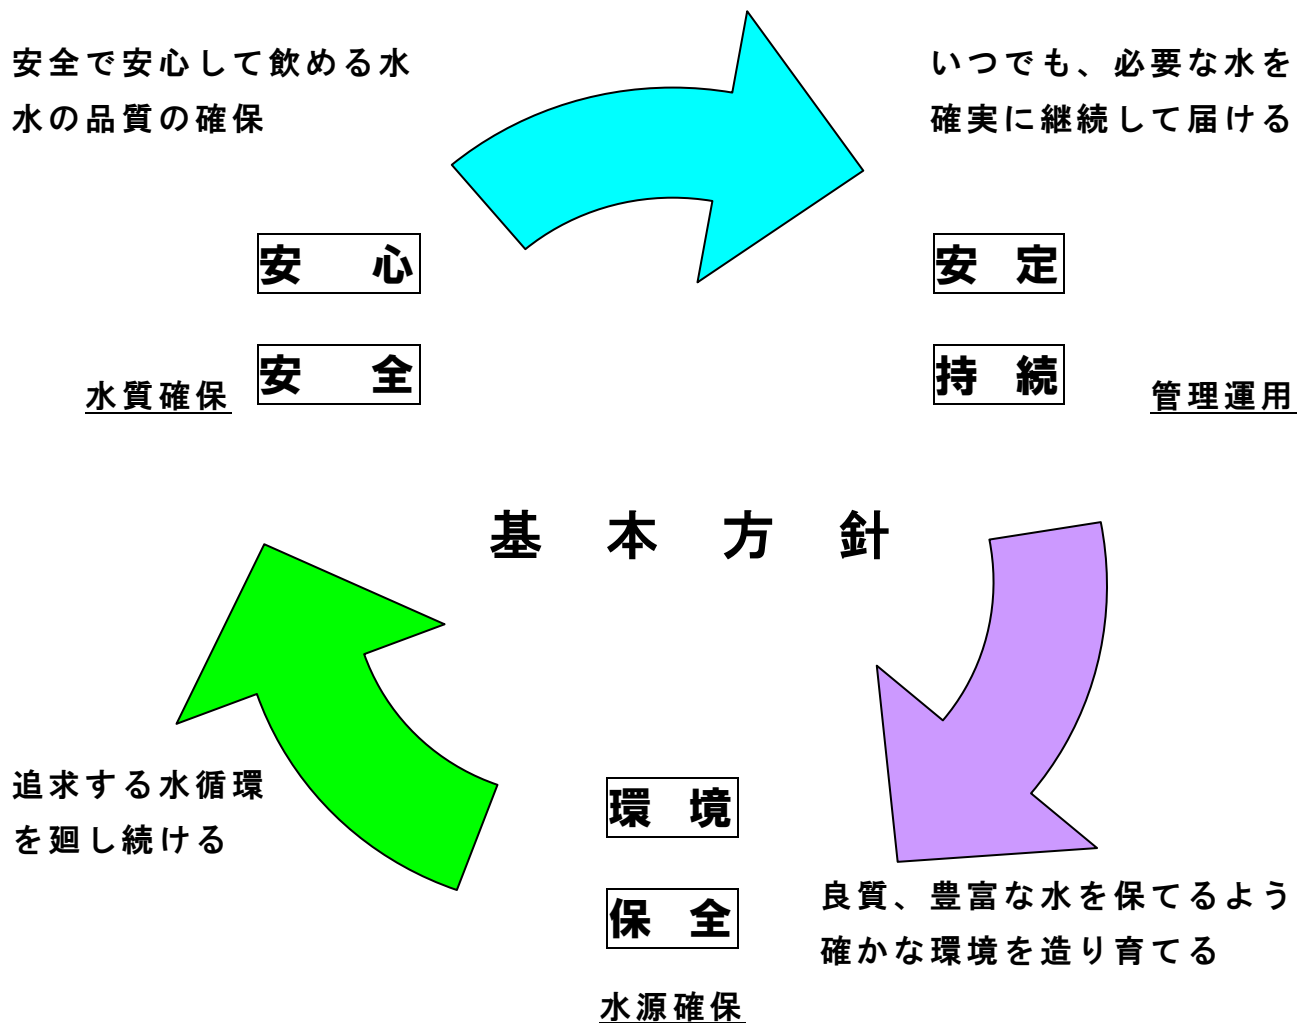 安全で安心して飲める水
水の品質の確保
いつでも、必要な水を
確実に継続して届ける
安　心
安　全
水質確保
安　定
持　続
管理運用
基　本　方　針
追求する水循環
を廻し続ける
環　境
保　全
水源確保
良質、豊富な水を保てるよう
確かな環境を造り育てる